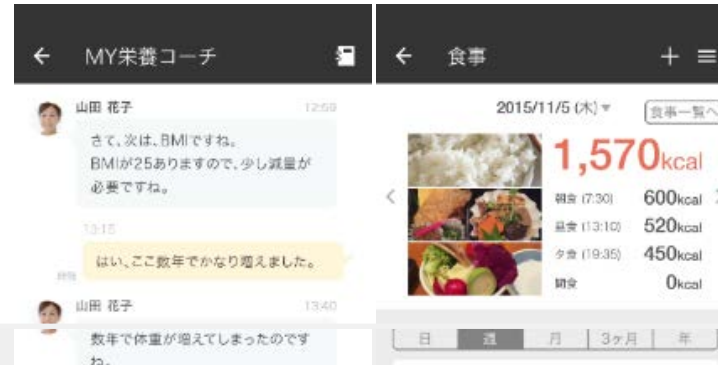 MY栄養コーチ
山田 花子
12:59
さて、次は、BMIですね。
BMIが25ありますので、少し減量が
必要ですね。
13:15
はい、ここ数年でかなり増えました。
山田 花子
13:40
数年で体重が増えてしまったのです
ね。
食事
2015/11/5 (木)
食事一覧へ
1,570kcal
朝食 (7:30) 600kcal
昼食 (13:10) 520kcal
夕食 (19:35) 450kcal
間食 0kcal
日 週 月 3ヶ月 年